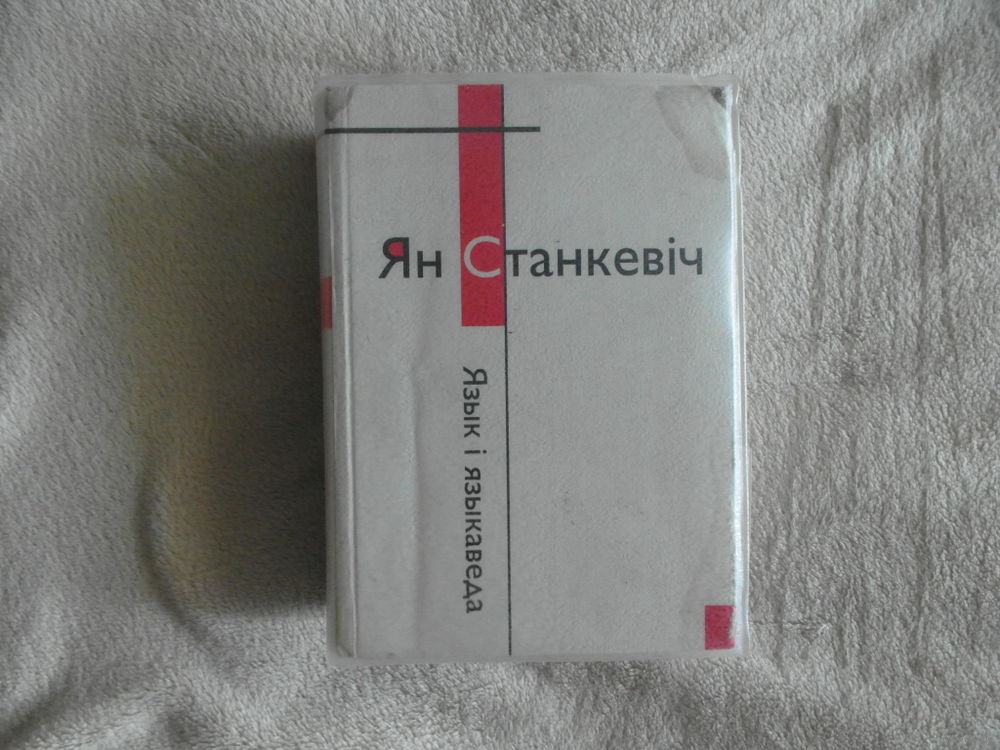 Ян Станкевіч
Язык і языкаведа